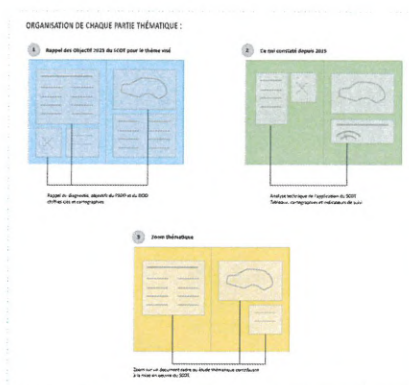 ORGANISATION DE CHAQUE PARTIE THÉMATIQUE :
1 Rappel des Objectif 2025 du SCOT pour le thème visé
2 Ce qui constaté depuis 2015
Rappel du diagnostic, objectifs du PADD et du DOO
chiffres clés et cartographies.
Analyse technique de l'application du SCOT.
Tableaux, cartographies et indicateurs de suivi
3 Zoom thématique
Zoom sur un document cadre ou étude thématique contribuant
à la mise en oeuvre du SCOT.